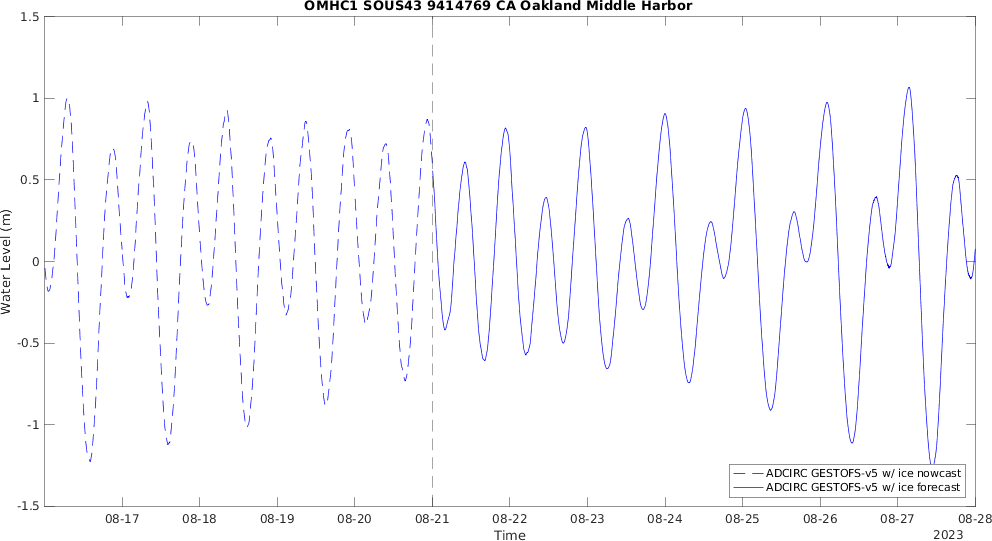 OMHC1 SOUS43 9414769 CA Oakland Middle Harbor
1.5
1
0.5
0
-0.5
-1
-1.5
Water Level (m)
ADCIRC GESTOFS-v5 w/ ice nowcast
ADCIRC GESTOFS-v5 w/ ice forecast
08-17 08-18 08-19 08-20 08-21 08-22 08-23 08-24 08-25 08-26 08-27 08-28
Time
2023